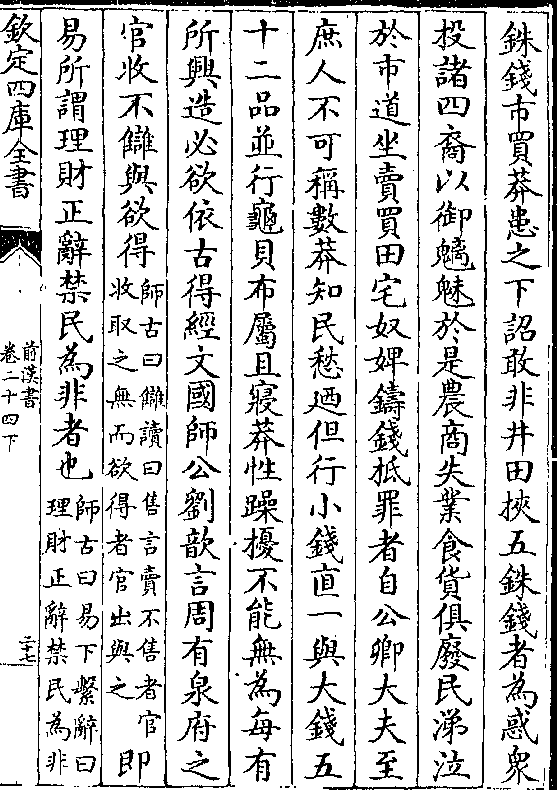 銖錢市買莽患之下詔敢非井田挾五銖錢者為惑衆
投諸四裔以御魑魅於是農商失業食貨俱廢民涕泣
於市道坐賣買田宅奴婢鑄錢抵罪者自公卿大夫至
庶人不可稱數莽知民愁廼但行小錢直一與大錢五
十二品並行龜貝布屬且寢莽性躁擾不能無為每有
所興造必欲依古得經文國師公劉歆言周有泉府之
官收不讎與欲得
師古曰讎讀曰售言賣不售者官
收取之無而欲得者官出與之
即
易所謂理財正辭禁民為非者也
師古曰易下繫辭曰
理財正辭禁民為非
欽定四庫全書
前漢書
卷二十四下
二十七